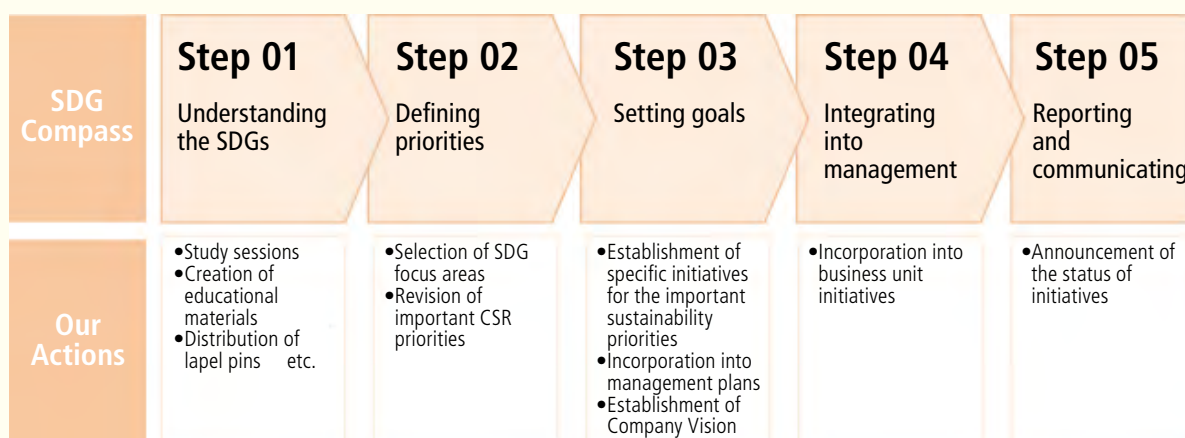 SDG
Compass
Step 01
Understanding
the SDGs
Step 02
Defining
priorities
Step 03
Setting goals
Step 04
Integrating
into
management
Step 05
Reporting
and
communicating
Our
Actions
•Study sessions
•Creation of
educational
materials
•Distribution of
lapel pins etc.
•Selection of SDG
focus areas
•Revision of
important CSR
priorities
•Establishment of
specific initiatives
for the important
sustainability
priorities
•Incorporation into
management plans
•Establishment of
Company Vision
•Incorporation into
business unit
initiatives
•Announcement of
the status of
initiatives